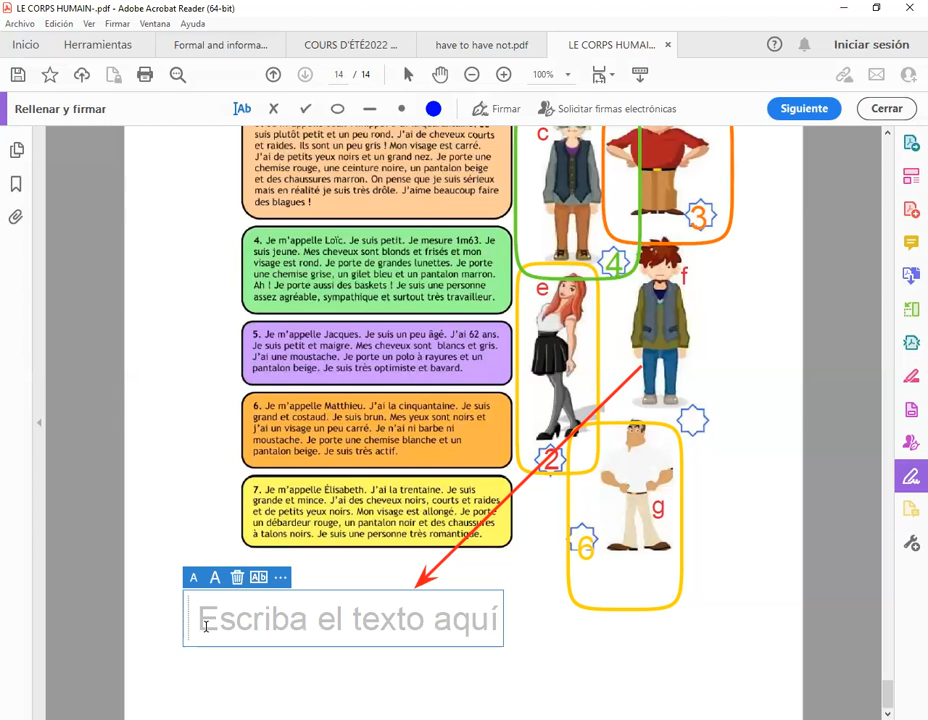 LE CORPS HUMAIN-.pdf - Adobe Acrobat Reader (64-bit)
Archivo Edición Ver Firmar Ventana Ayuda
Inicio Herramientas Formal and informa... COURS D'ÉTÉ2022 ... have to have not.pdf LE CORPS HUMAI... × Iniciar sesión
14 / 14 100%
Rellenar y firmar Ab Firmar Solicitar firmas electrónicas Siguiente Cerrar
suis plutôt petit et un peu rond. J'ai de cheveux courts
et raides. Ils sont un peu gris ! Mon visage est carré.
J'ai de petits yeux noirs et un grand nez. Je porte une
chemise rouge, une ceinture noire, un pantalon beige
et des chaussures marron. On pense que je suis sérieux
mais en réalité je suis très drôle. J'aime beaucoup faire
des blagues !
c
3
4. Je m'appelle Loïc. Je suis petit. Je mesure 1m63. Je
suis jeune. Mes cheveux sont blonds et frisés et mon
visage est rond. Je porte de grandes lunettes. Je porte
une chemise grise, un gilet bleu et un pantalon marron.
Ah ! Je porte aussi des baskets ! Je suis une personne
assez agréable, sympathique et surtout très travailleur.
4
f
e
5. Je m'appelle Jacques. Je suis un peu âgé. J'ai 62 ans.
Je suis petit et maigre. Mes cheveux sont blancs et gris.
J'ai une moustache. Je porte un polo à rayures et un
pantalon beige. Je suis très optimiste et bavard.
6. Je m'appelle Matthieu. J'ai la cinquantaine. Je suis
grand et costaud. Je suis brun. Mes yeux sont noirs et
j'ai un visage un peu carré. Je n'ai ni barbe ni
moustache. Je porte une chemise blanche et un
pantalon beige. Je suis très actif.
2
7. Je m'appelle Élisabeth. J'ai la trentaine. Je suis
grande et mince. J'ai des cheveux noirs, courts et raides
et de petits yeux noirs. Mon visage est allongé. Je porte
un débardeur rouge, un pantalon noir et des chaussures
à talons noirs. Je suis une personne très romantique.
g
6
A A Ab ...
Escriba el texto aquí